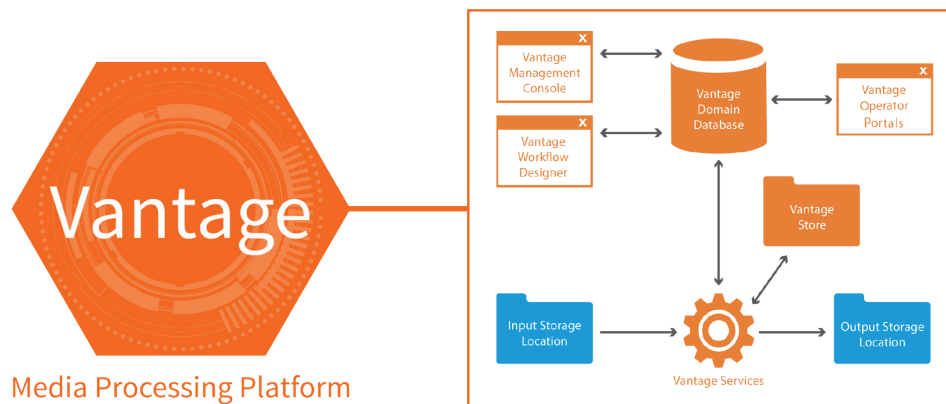 Vantage
Media Processing Platform
X
Vantage
Management
Console
X
Vantage
Workflow
Designer
Vantage
Domain
Database
X
Vantage
Operator
Portals
Vantage
Store
Input Storage
Location
Vantage Services
Output Storage
Location